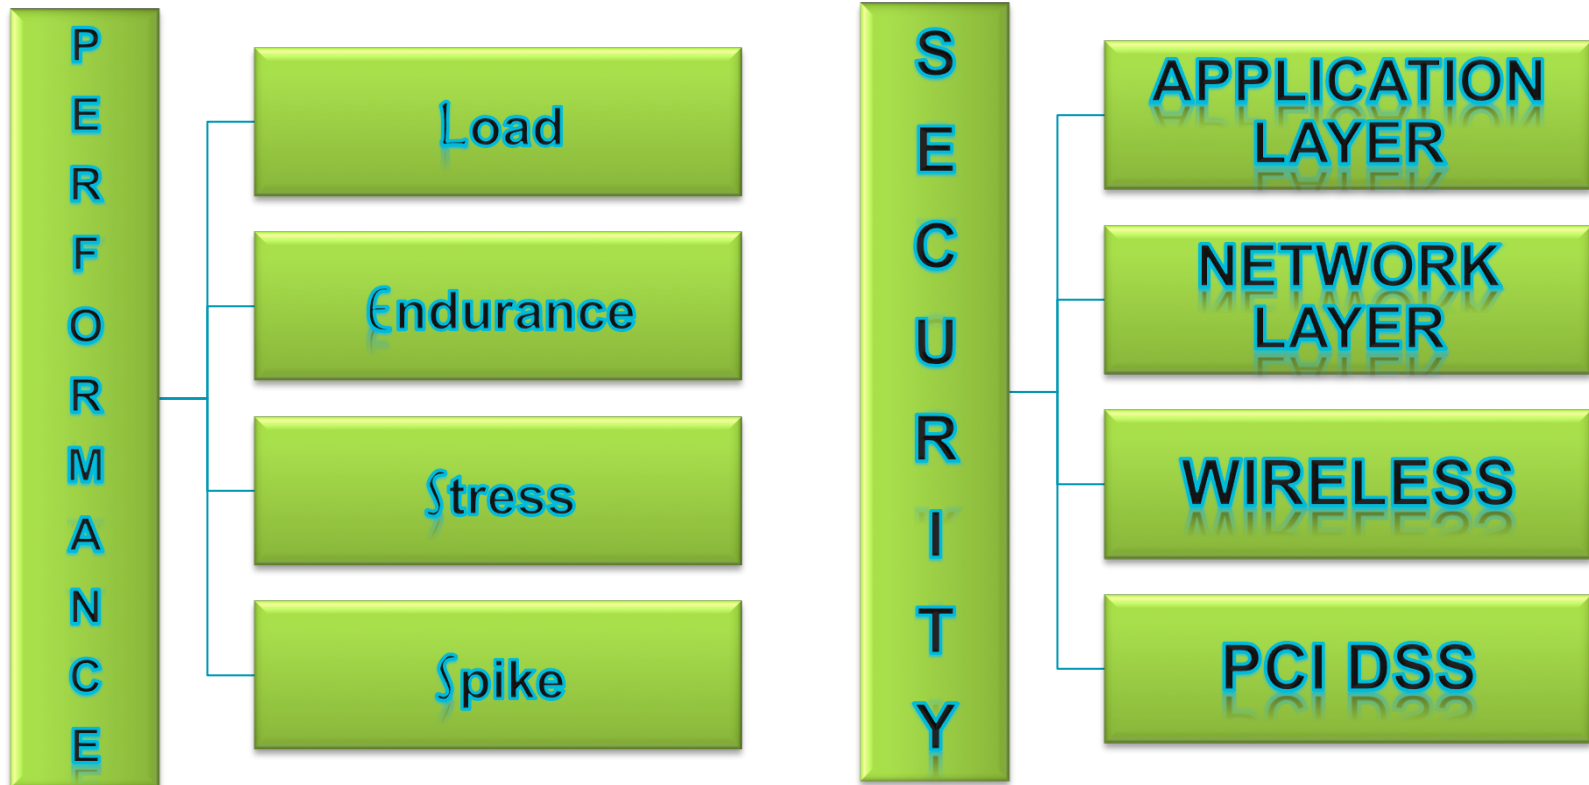 PERFORMANCE
Load
Endurance
Stress
Spike
SECURITY
APPLICATION
LAYER
NETWORK
LAYER
WIRELESS
PCI DSS